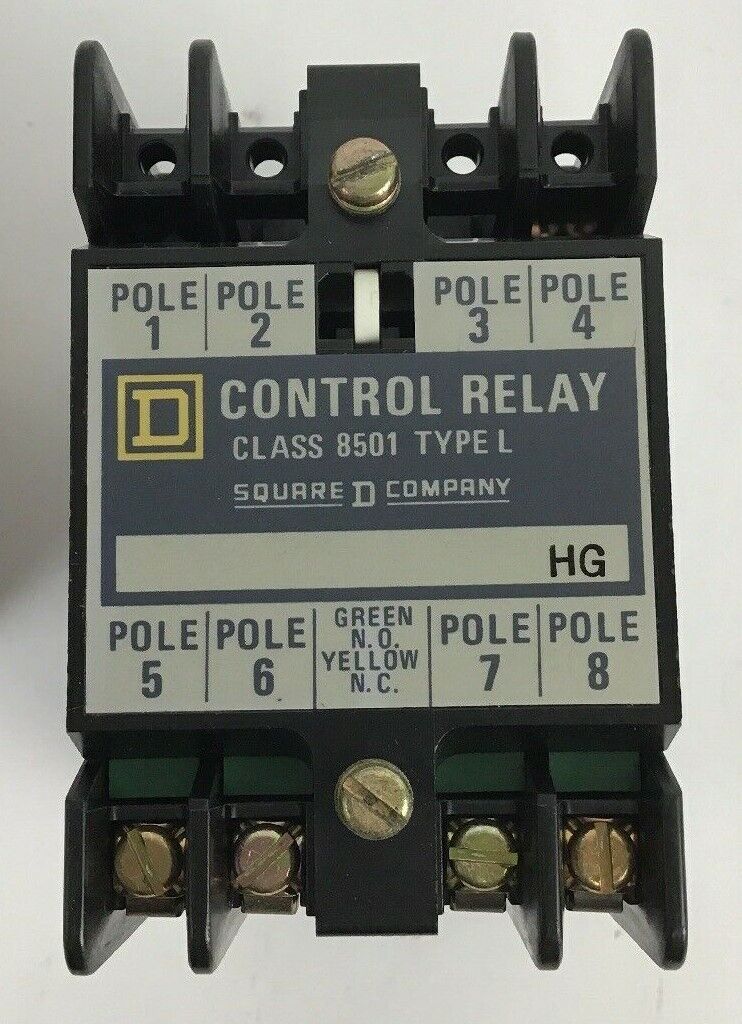 POLE 1 POLE 2 POLE 3 POLE 4
D CONTROL RELAY
CLASS 8501 TYPE L
SQUARE D COMPANY
HG
POLE 5 POLE 6 GREEN N.O. YELLOW N.C. POLE 7 POLE 8